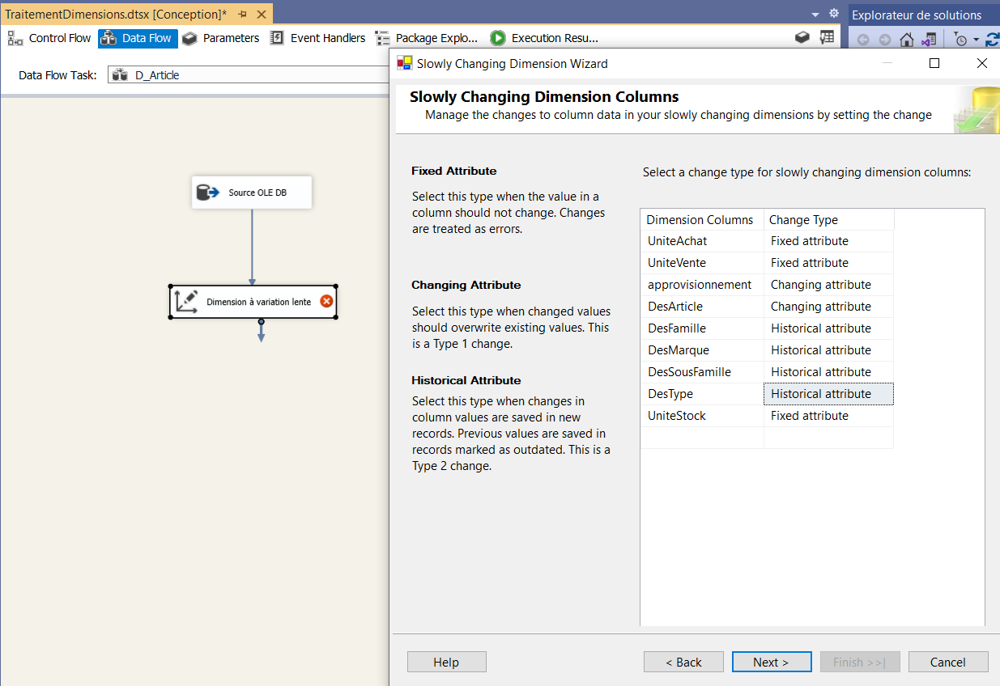 TraitementDimensions.dtsx [Conception]*
Explorateur de solutions
Control Flow
Data Flow
Parameters
Event Handlers
Package Explo...
Execution Resu...
Data Flow Task:
D_Article
Source OLE DB
Dimension à variation lente
Slowly Changing Dimension Wizard
Slowly Changing Dimension Columns
Manage the changes to column data in your slowly changing dimensions by setting the change
Fixed Attribute
Select this type when the value in a
column should not change. Changes
are treated as errors.
Changing Attribute
Select this type when changed values
should overwrite existing values. This
is a Type 1 change.
Historical Attribute
Select this type when changes in
column values are saved in new
records. Previous values are saved in
records marked as outdated. This is a
Type 2 change.
Select a change type for slowly changing dimension columns:
Dimension Columns Change Type
UniteAchat Fixed attribute
UniteVente Fixed attribute
approvisionnement Changing attribute
DesArticle Changing attribute
DesFamille Historical attribute
DesMarque Historical attribute
DesSousFamille Historical attribute
DesType Historical attribute
UniteStock Fixed attribute
Help
< Back
Next >
Finish >>|
Cancel